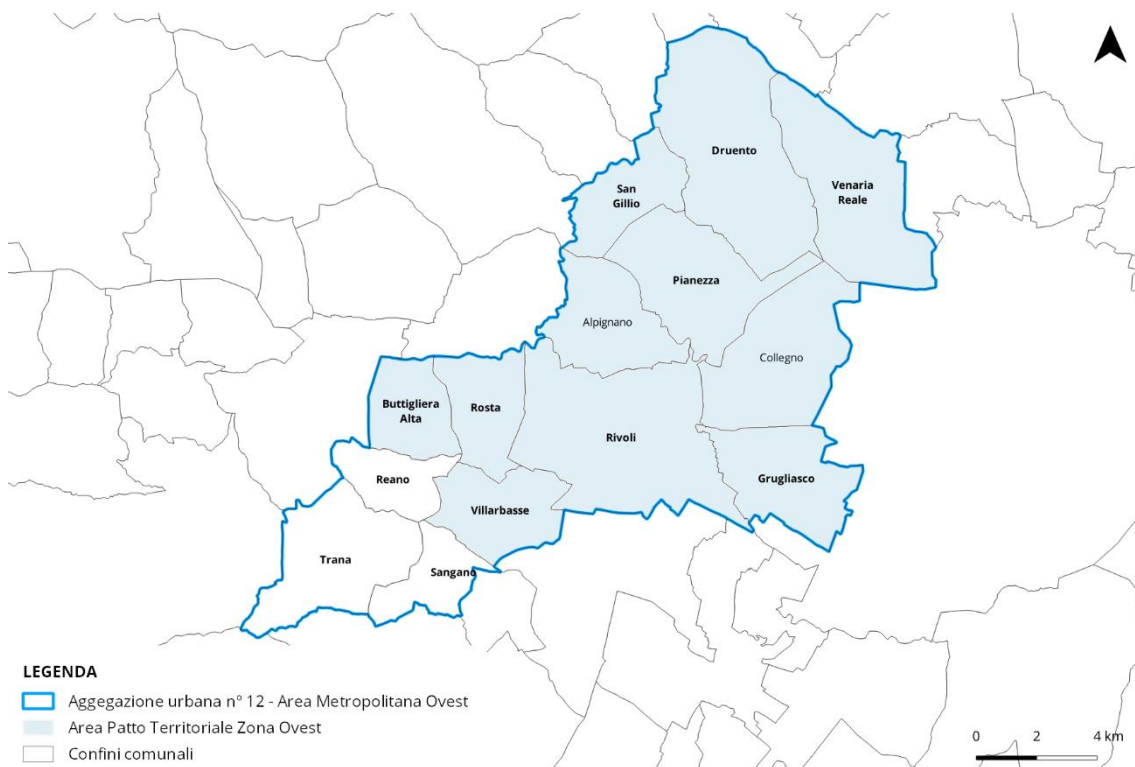 Druento
San
Gillio
Venaria
Reale
Pianezza
Alpignano
Collegno
Buttigliera
Alta
Rosta
Rivoli
Reano
Grugliasco
Villarbasse
Trana
Sangano
LEGENDA
Aggegazione urbana n° 12 - Area Metropolitana Ovest
Area Patto Territoriale Zona Ovest
Confini comunali
0 2 4 km